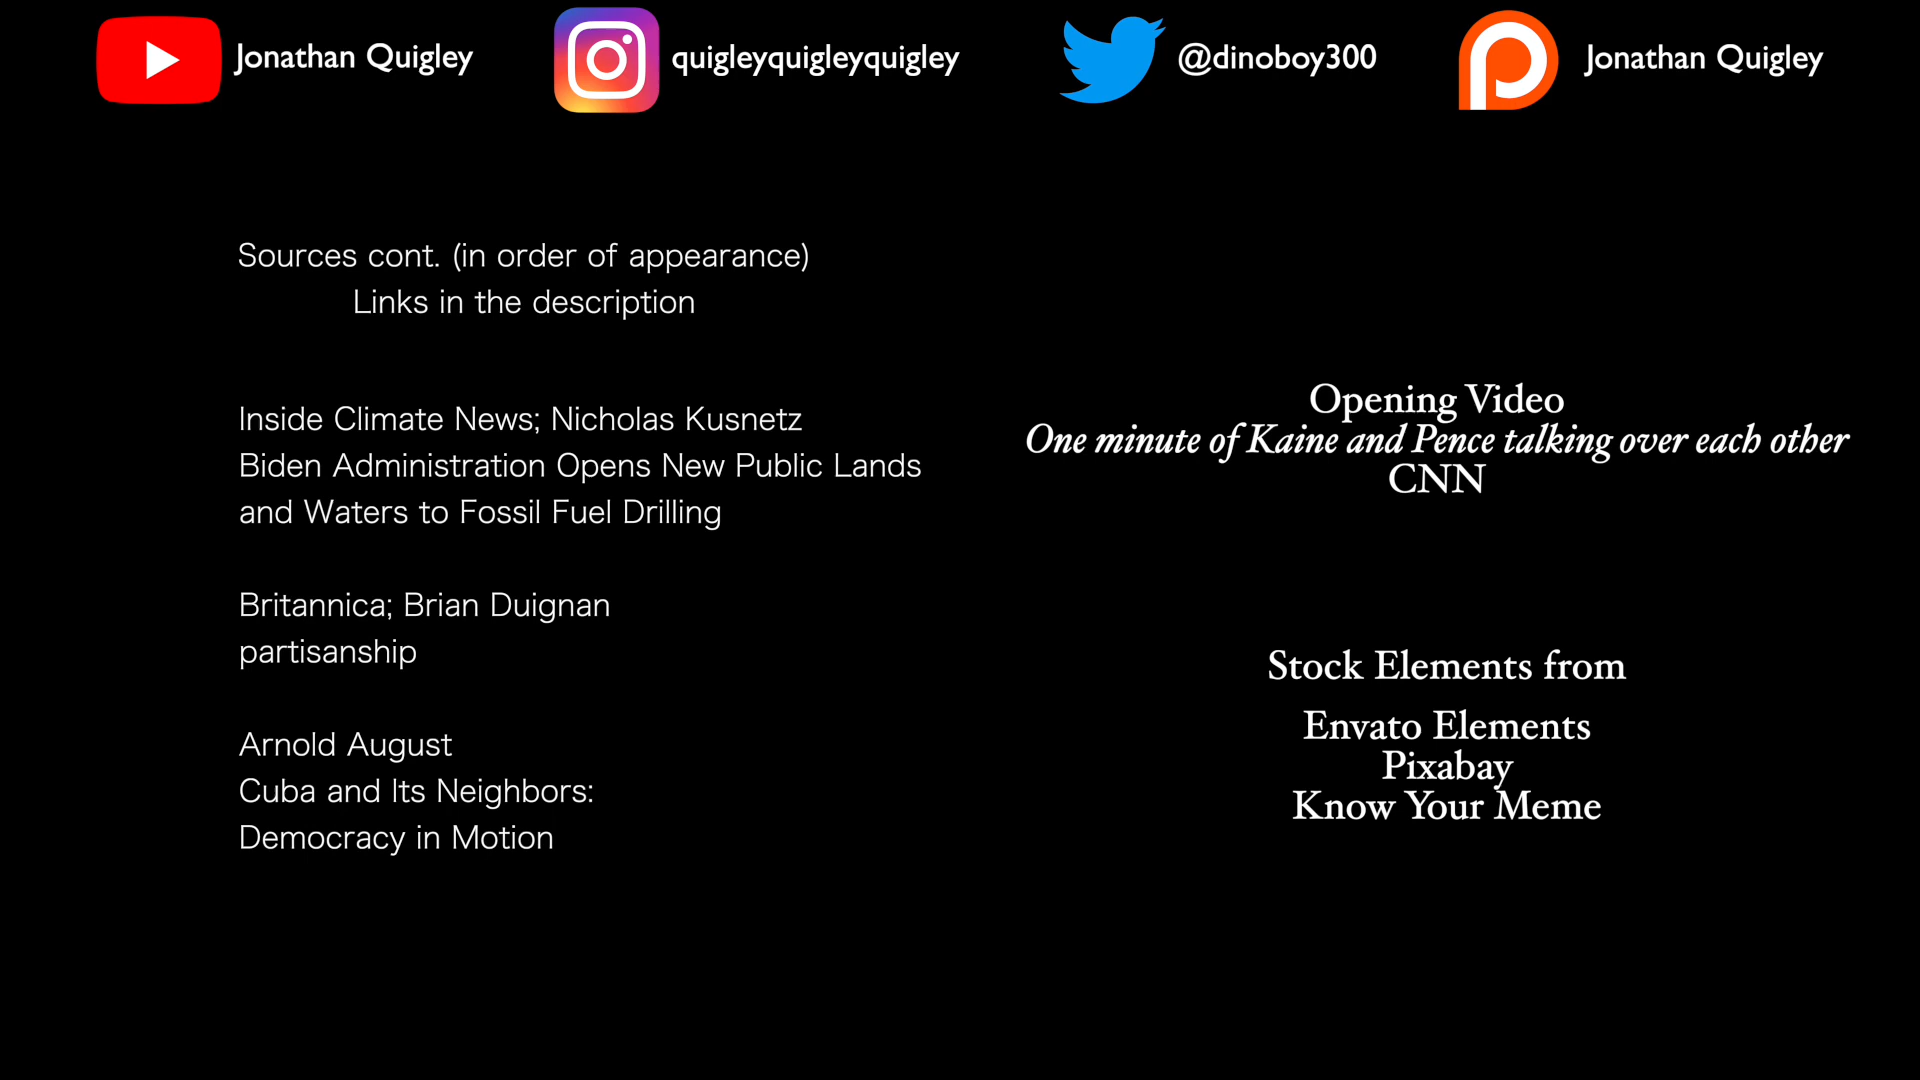 Jonathan Quigley
quigleyquigleyquigley
@dinoboy300
Jonathan Quigley
Sources cont. (in order of appearance)
Links in the description
Inside Climate News; Nicholas Kusnetz
Biden Administration Opens New Public Lands
and Waters to Fossil Fuel Drilling
Britannica; Brian Duignan
partisanship
Arnold August
Cuba and Its Neighbors:
Democracy in Motion
Opening Video
One minute of Kaine and Pence talking over each other
CNN
Stock Elements from
Envato Elements
Pixabay
Know Your Meme